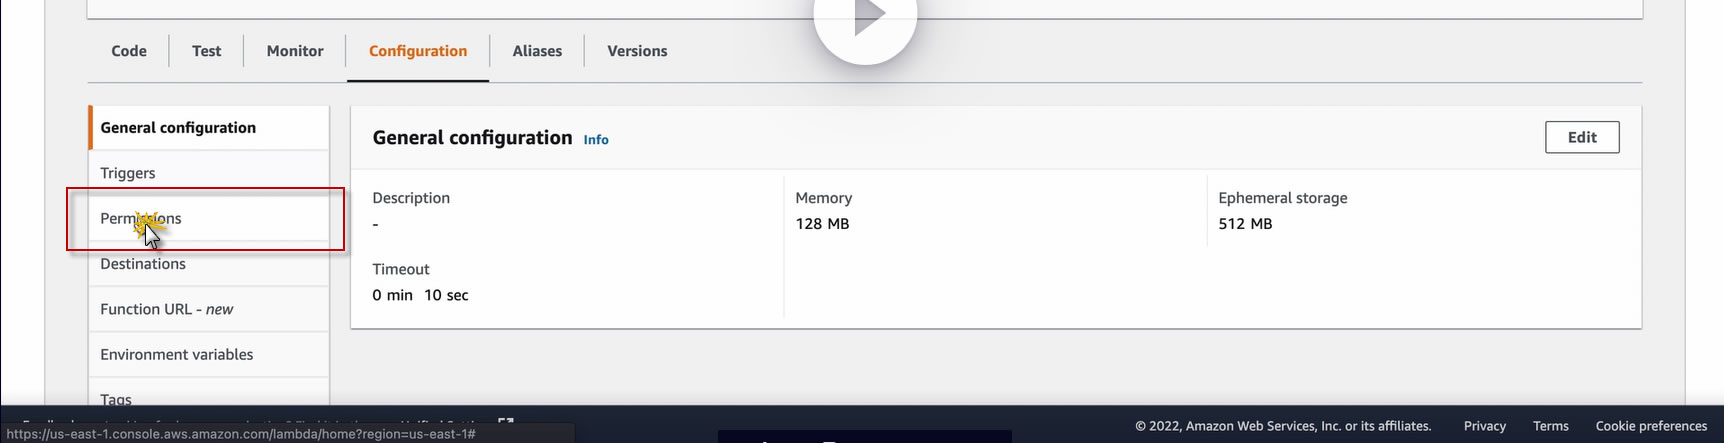 Code Test Monitor Configuration Aliases Versions
General configuration
Triggers
Permissions
Destinations
Function URL - new
Environment variables
Tags
General configuration Info
Edit
Description
-
Memory
128 MB
Ephemeral storage
512 MB
Timeout
0 min 10 sec
https://us-east-1.console.aws.amazon.com/lambda/home?region=us-east-1#
© 2022, Amazon Web Services, Inc. or its affiliates. Privacy Terms Cookie preferences